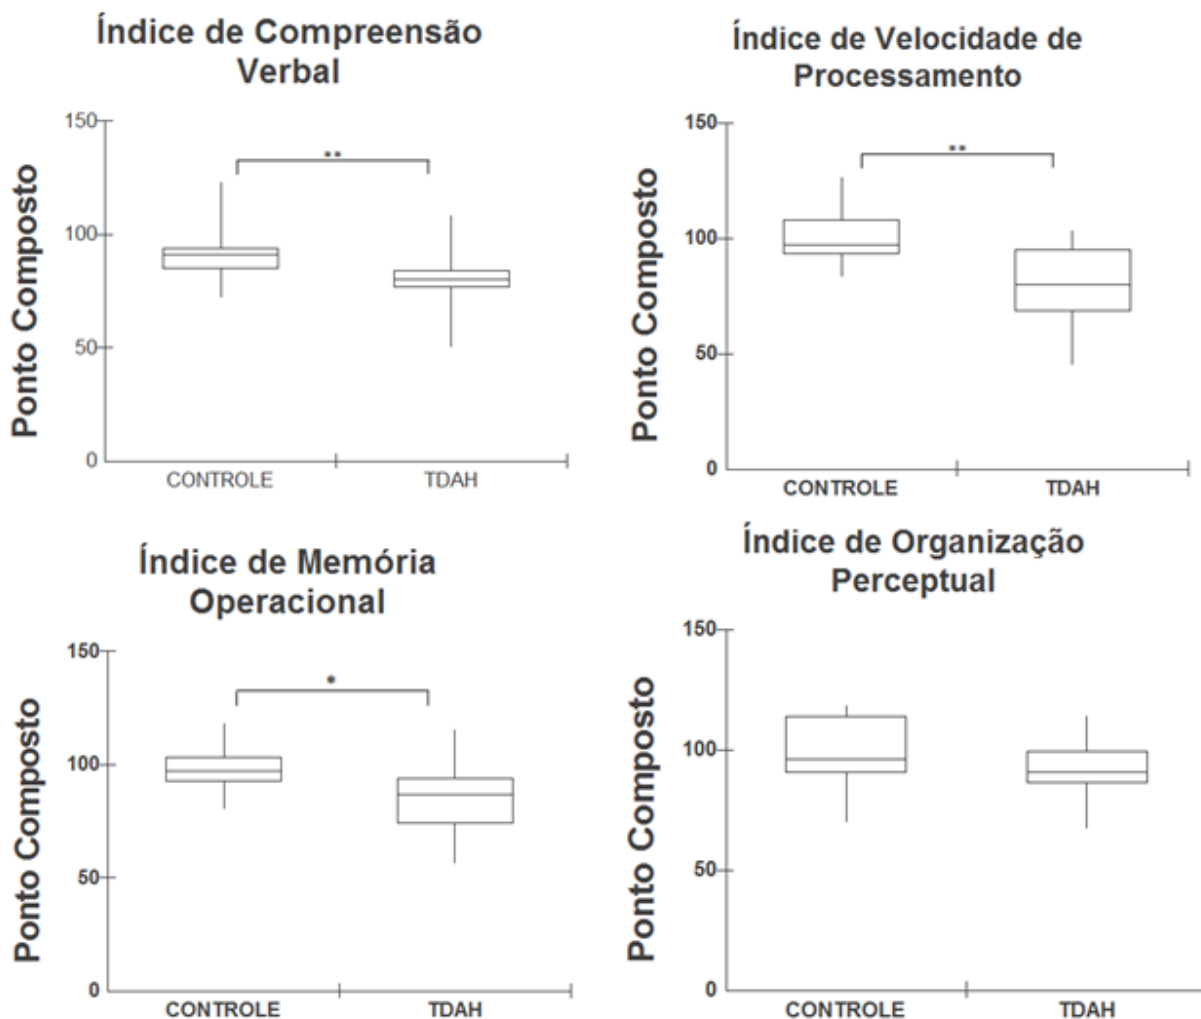 Índice de Compreensão
Verbal
Ponto Composto
150
**
100
50
0
CONTROLE TDAH
Índice de Velocidade de
Processamento
Ponto Composto
150
**
100
50
0
CONTROLE TDAH
Índice de Memória
Operacional
Ponto Composto
150
*
100
50
0
CONTROLE TDAH
Índice de Organização
Perceptual
Ponto Composto
150
100
50
0
CONTROLE TDAH